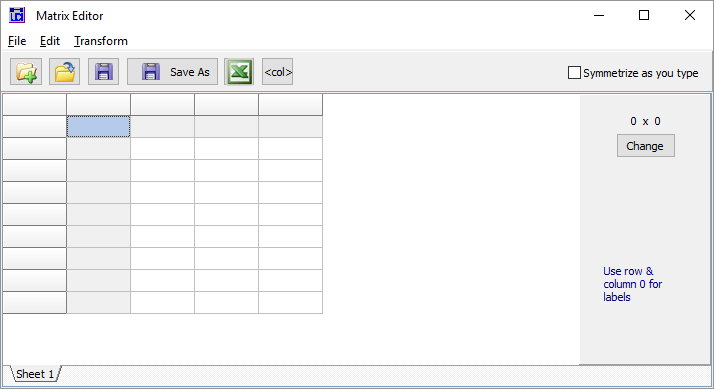 Matrix Editor
File Edit Transform
Save As <col> Symmetrize as you type
0 x 0
Change
Use row &
column 0 for
labels
Sheet 1